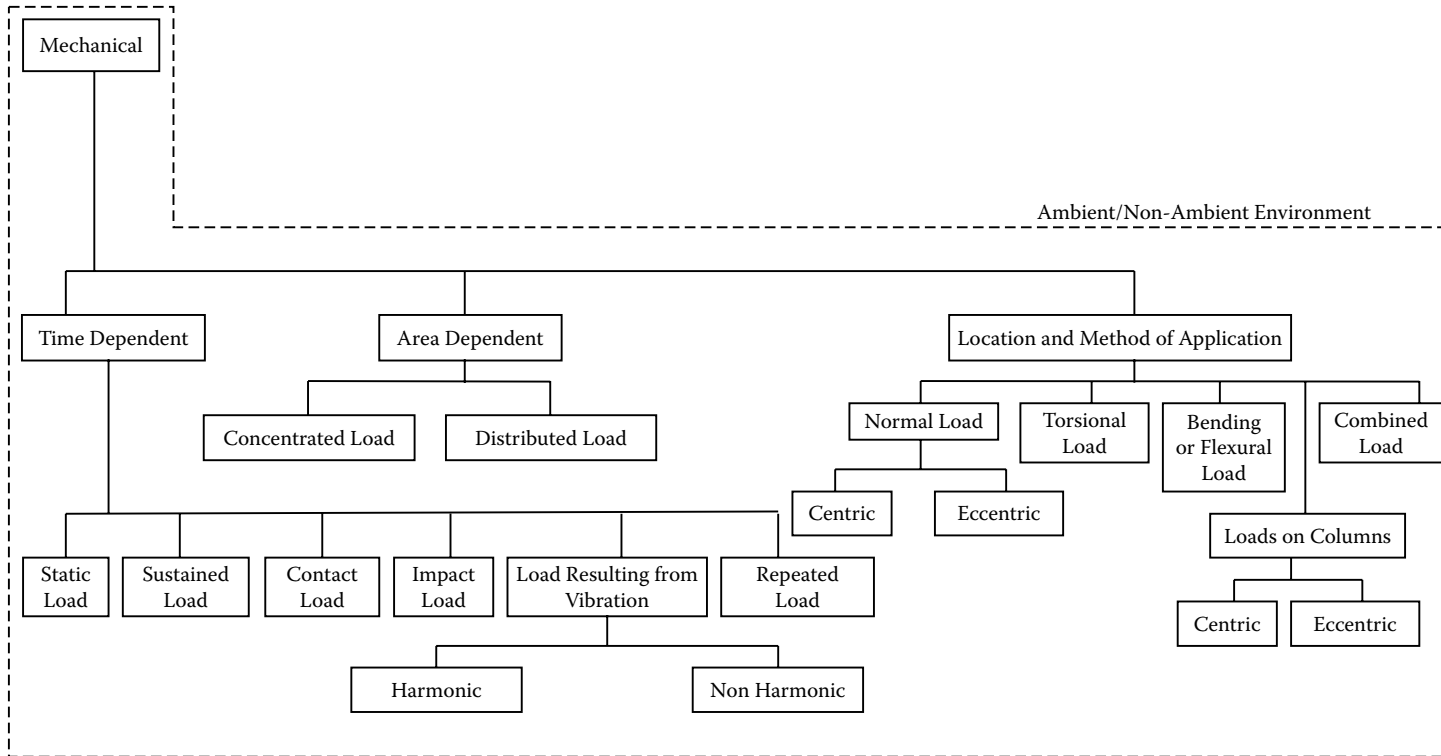 Mechanical
Ambient/Non-Ambient Environment
Time Dependent
Area Dependent
Location and Method of Application
Concentrated Load
Distributed Load
Normal Load
Torsional
Load
Bending
or Flexural
Load
Combined
Load
Centric
Eccentric
Loads on Columns
Centric
Eccentric
Static
Load
Sustained
Load
Contact
Load
Impact
Load
Load Resulting from
Vibration
Repeated
Load
Harmonic
Non Harmonic